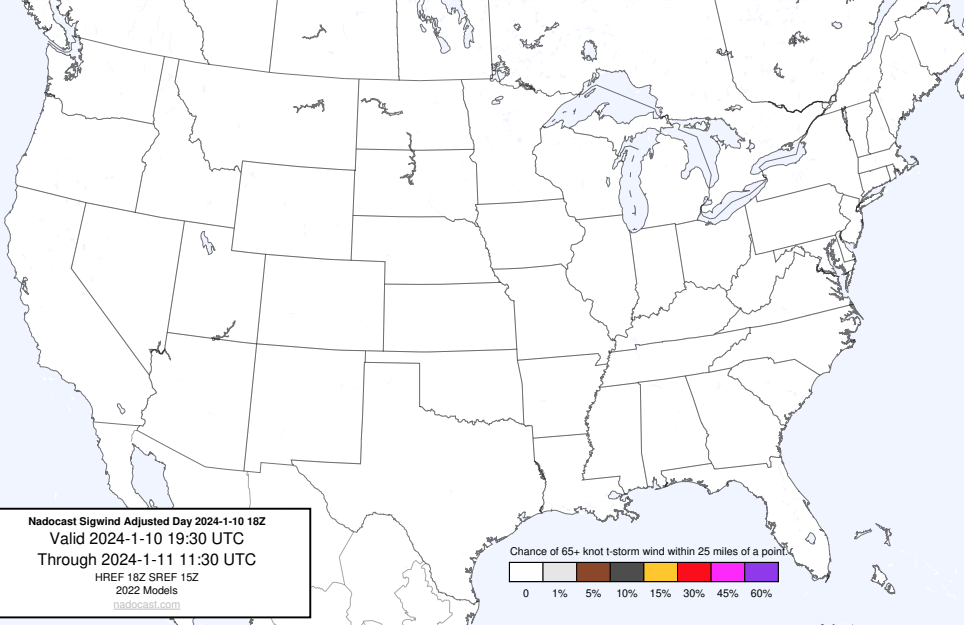 Nadocast Sigwind Adjusted Day 2024-1-10 18Z
Valid 2024-1-10 19:30 UTC
Through 2024-1-11 11:30 UTC
HREF 18Z SREF 15Z
2022 Models
nadocast.com
Chance of 65+ knot t-storm wind within 25 miles of a point.
0 1% 5% 10% 15% 30% 45% 60%